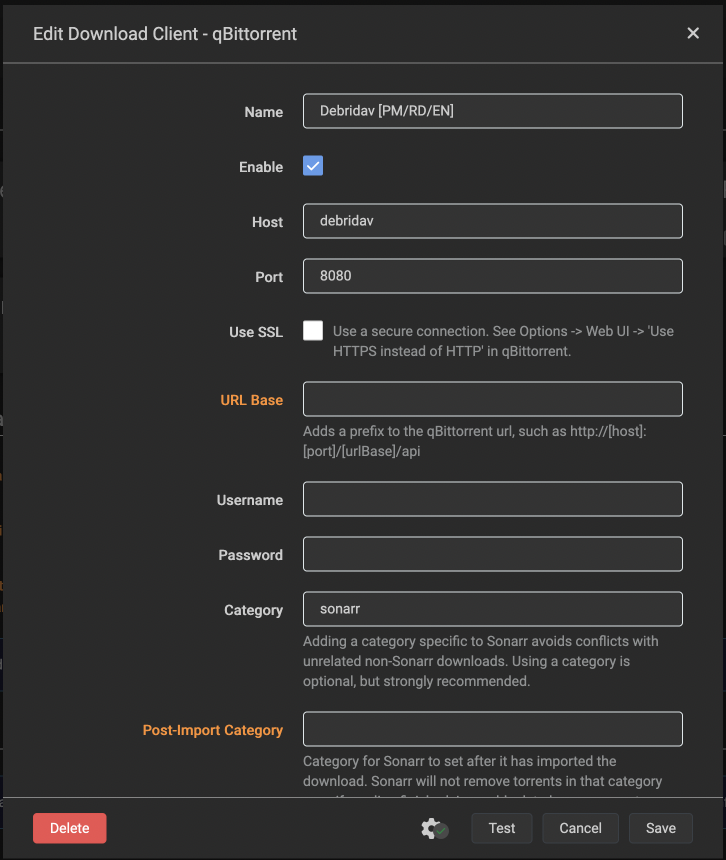 Edit Download Client - qBittorrent
Name
Debridav [PM/RD/EN]
Enable
Host
debridav
Port
8080
Use SSL
Use a secure connection. See Options -> Web UI -> 'Use
HTTPS instead of HTTP' in qBittorrent.
URL Base
Adds a prefix to the qBittorrent url, such as http://[host]:
[port]/[urlBase]/api
Username
Password
Category
sonarr
Adding a category specific to Sonarr avoids conflicts with
unrelated non-Sonarr downloads. Using a category is
optional, but strongly recommended.
Post-Import Category
Category for Sonarr to set after it has imported the
download. Sonarr will not remove torrents in that category
Delete
Test
Cancel
Save